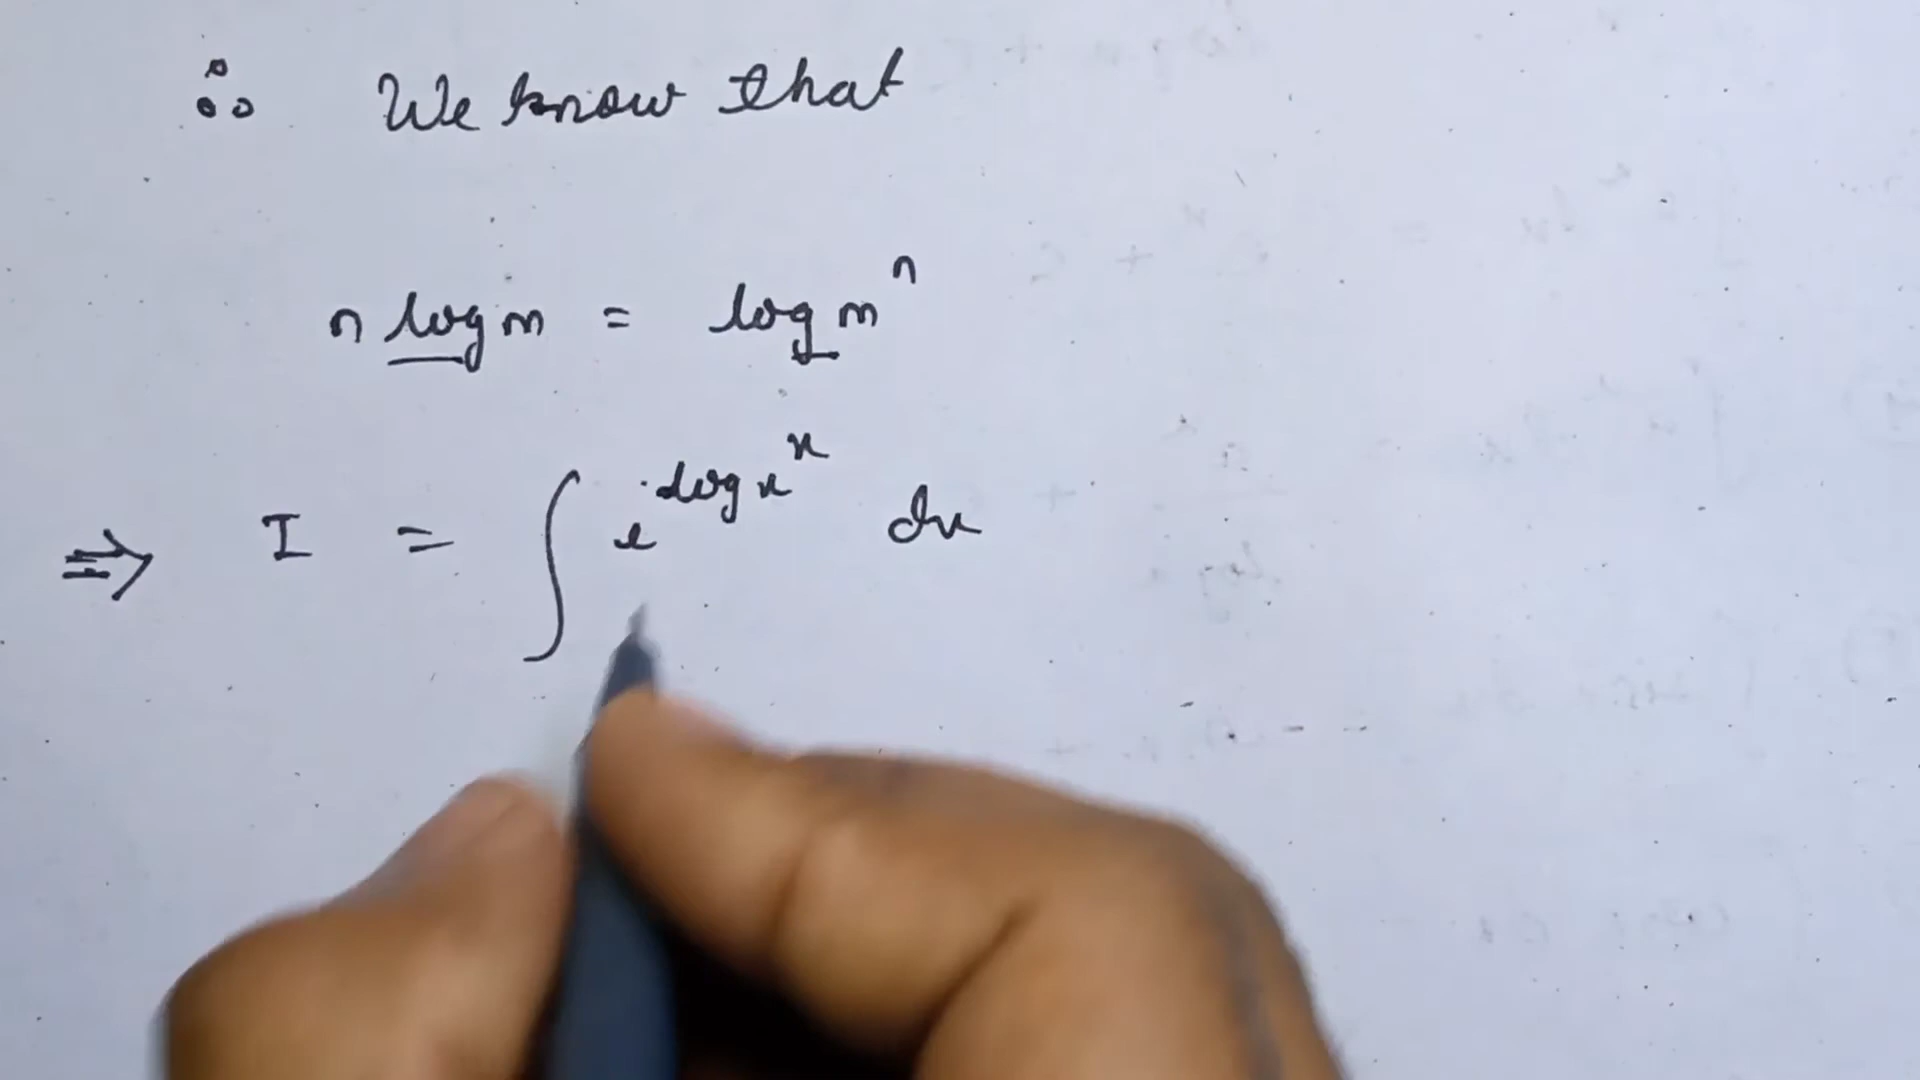 ∴ We know that
n log m = log m^n
⇒ I = ∫ e^{log x^x} dx